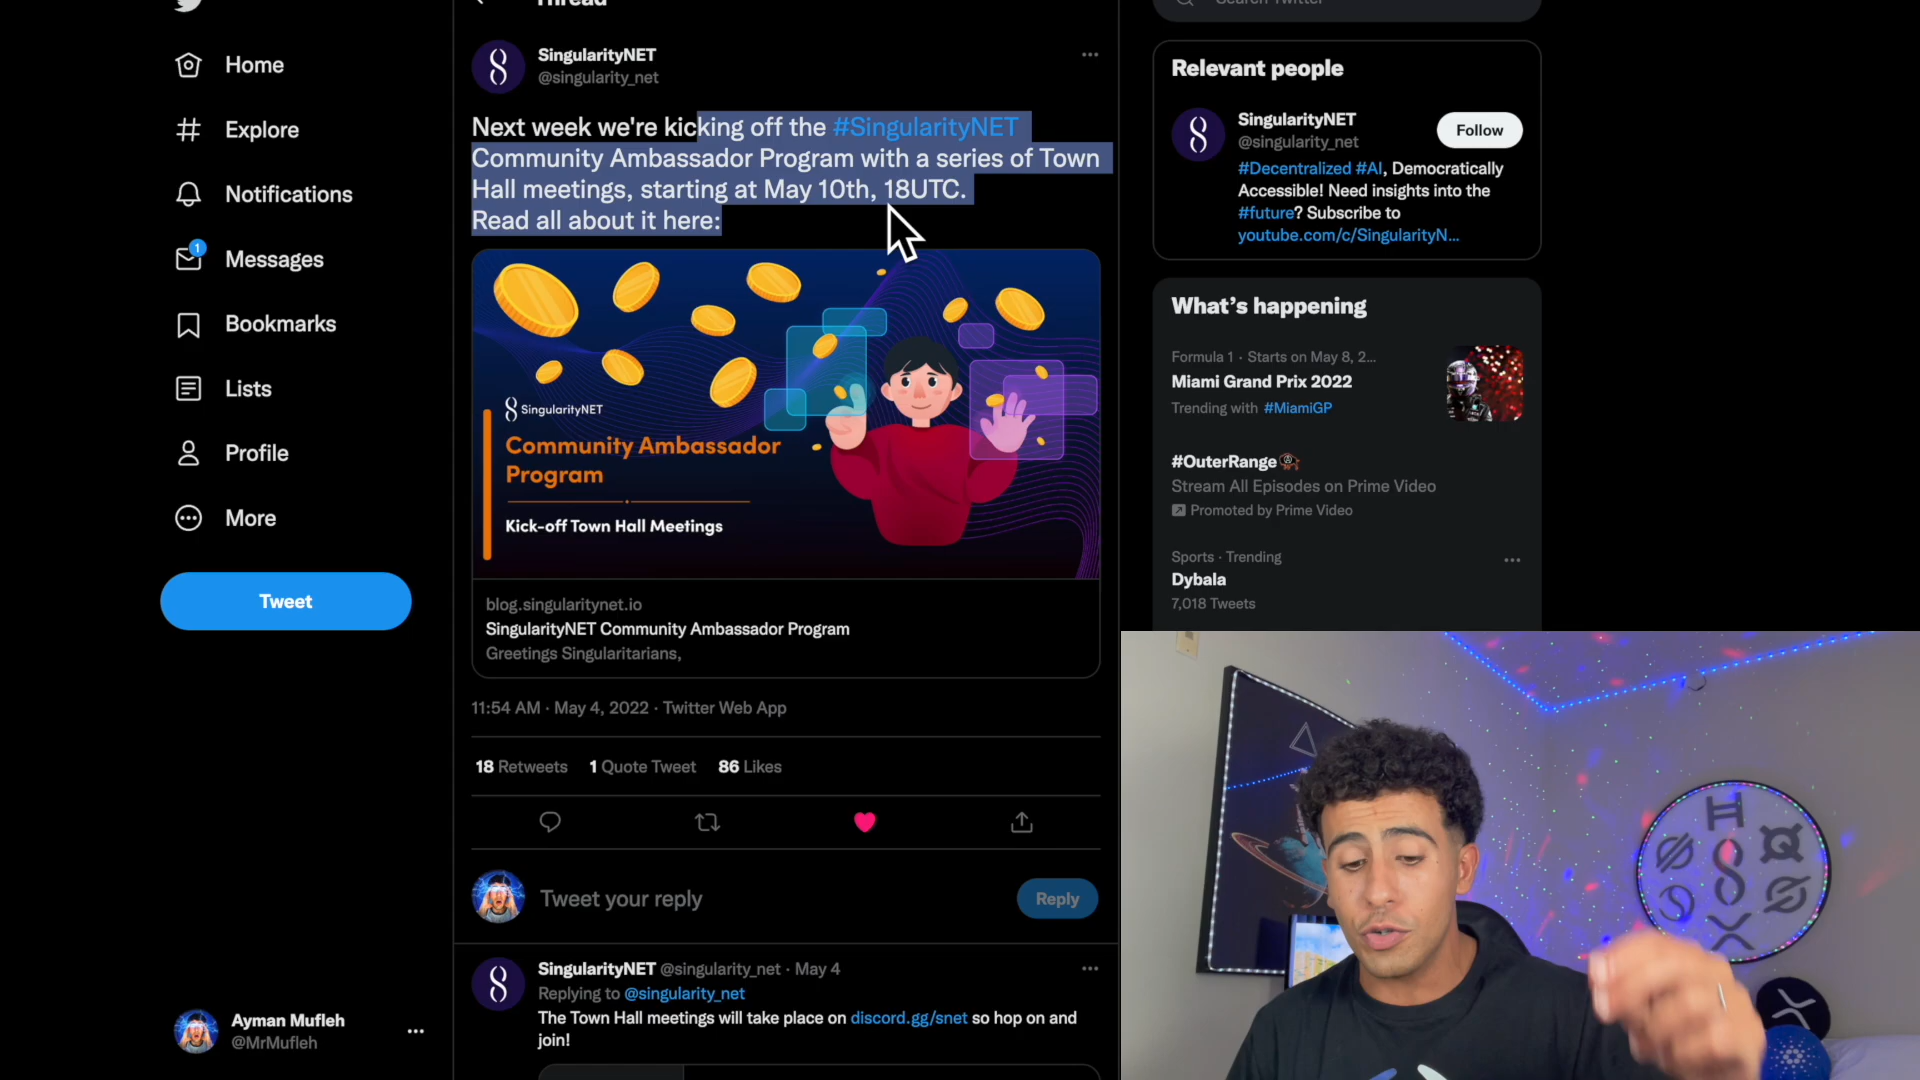 Home
Explore
Notifications
1
Messages
Bookmarks
Lists
Profile
More
Tweet
Ayman Mufleh
@MrMufleh
Thread
SingularityNET
@singularity_net
Next week we're kicking off the #SingularityNET
Community Ambassador Program with a series of Town
Hall meetings, starting at May 10th, 18UTC.
Read all about it here:
SingularityNET
Community Ambassador
Program
Kick-off Town Hall Meetings
blog.singularitynet.io
SingularityNET Community Ambassador Program
Greetings Singularitarians,
11:54 AM · May 4, 2022 · Twitter Web App
18 Retweets 1 Quote Tweet 86 Likes
Tweet your reply
Reply
SingularityNET @singularity_net · May 4
Replying to @singularity_net
The Town Hall meetings will take place on discord.gg/snet so hop on and
join!
Search Twitter
Relevant people
SingularityNET
@singularity_net
Follow
#Decentralized #AI, Democratically
Accessible! Need insights into the
#future? Subscribe to
youtube.com/c/SingularityN...
What's happening
Formula 1 · Starts on May 8, 2...
Miami Grand Prix 2022
Trending with #MiamiGP
#OuterRange
Stream All Episodes on Prime Video
Promoted by Prime Video
Sports · Trending
Dybala
7,018 Tweets